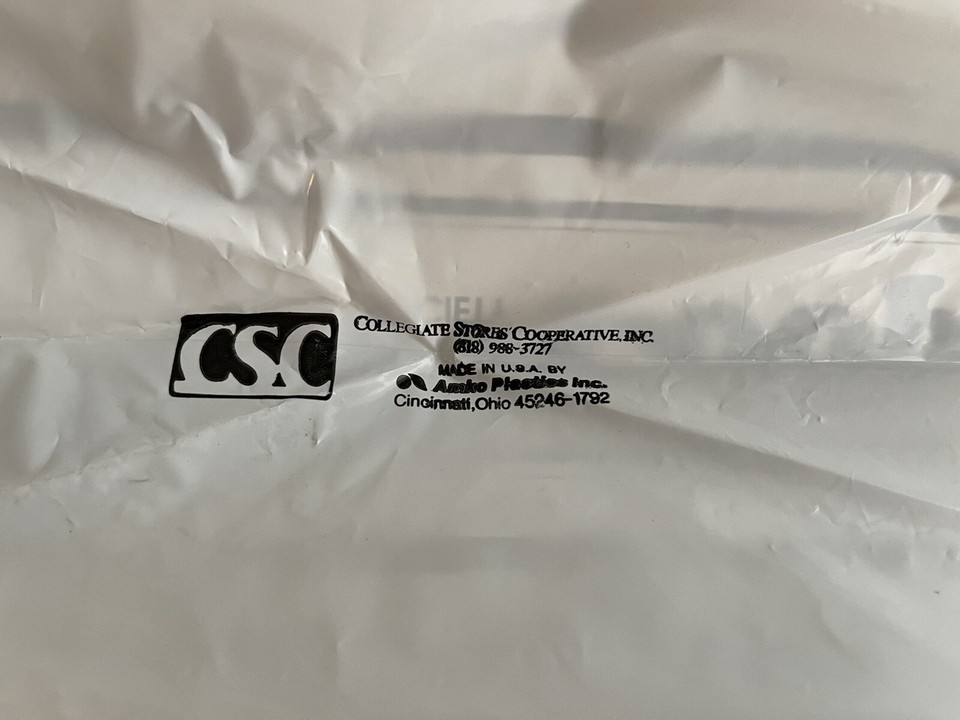 CSC
COLLEGIATE STORES' COOPERATIVE, INC.
(818) 988-3727
MADE IN U.S.A. BY
Amko Plastics Inc.
Cincinnati, Ohio 45246-1792